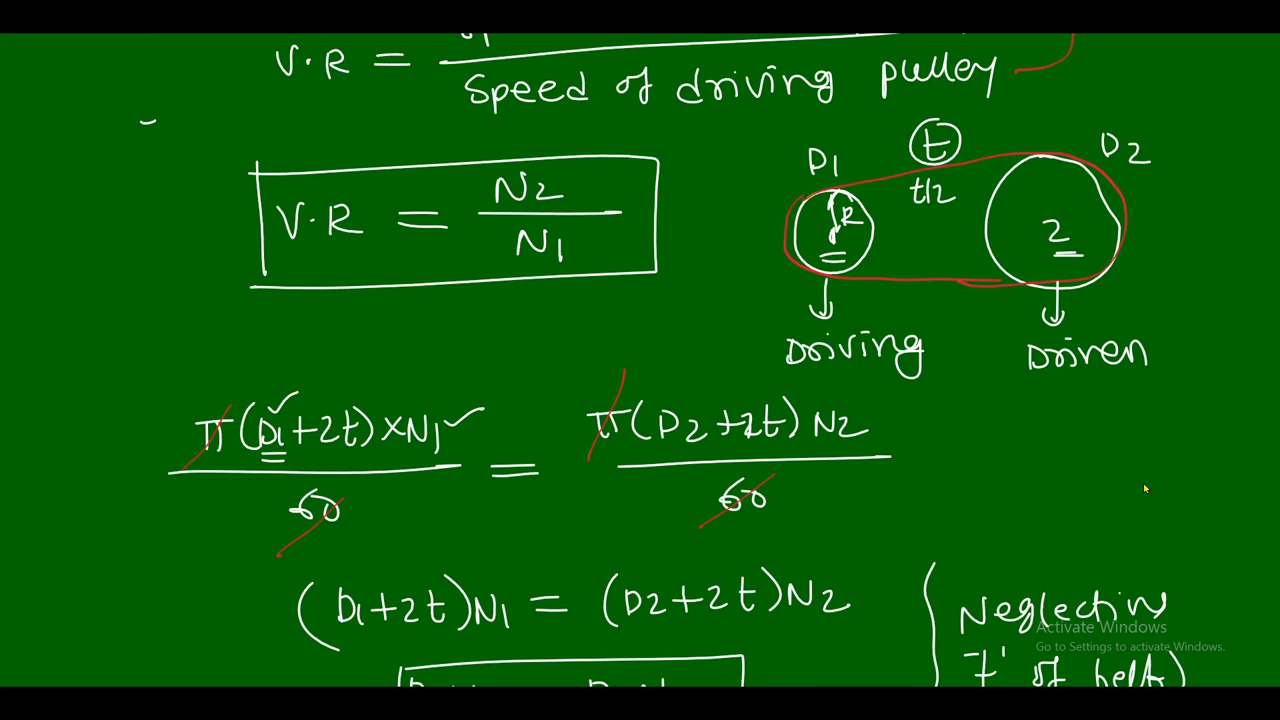 V.R =
Speed of driving pulley
D1 t D2
t/2
V.R = N2/N1
R
2
Driving Driven
π(D1+2t)×N1/60 = π(D2+2t)N2/60
(D1+2t)N1 = (D2+2t)N2
(Neglecting
't' of belt)
Activate Windows
Go to Settings to activate Windows.